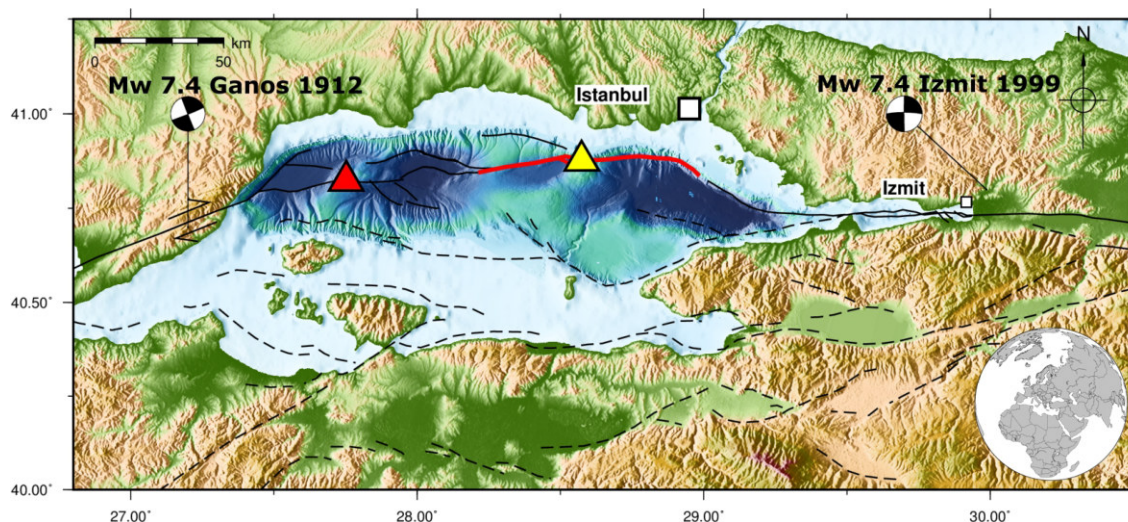 km
0
50
N
Mw 7.4 Ganos 1912
Mw 7.4 Izmit 1999
Istanbul
Izmit
41.00°
40.50°
40.00°
27.00°
28.00°
29.00°
30.00°